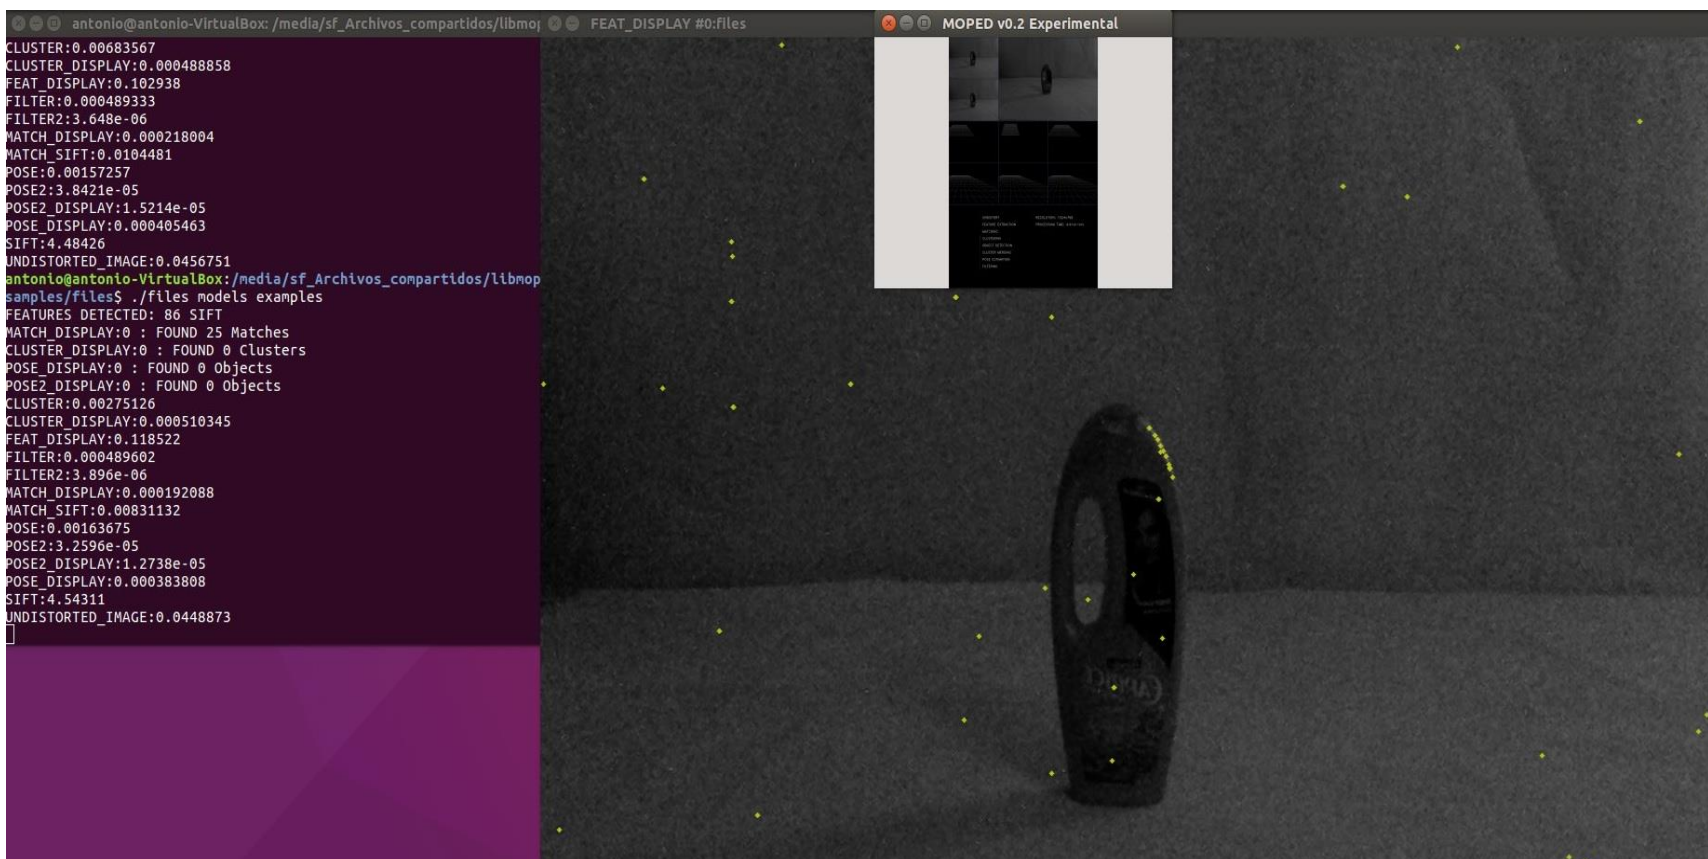 antonio@antonio-VirtualBox: /media/sf_Archivos_compartidos/libmop
CLUSTER:0.00683567
CLUSTER_DISPLAY:0.000488858
FEAT_DISPLAY:0.102938
FILTER:0.000489333
FILTER2:3.648e-06
MATCH_DISPLAY:0.000218004
MATCH_SIFT:0.0104481
POSE:0.00157257
POSE2:3.8421e-05
POSE2_DISPLAY:1.5214e-05
POSE_DISPLAY:0.000405463
SIFT:4.48426
UNDISTORTED_IMAGE:0.0456751
antonio@antonio-VirtualBox:/media/sf_Archivos_compartidos/libmop
samples/files$ ./files models examples
FEATURES DETECTED: 86 SIFT
MATCH_DISPLAY:0 : FOUND 25 Matches
CLUSTER_DISPLAY:0 : FOUND 0 Clusters
POSE_DISPLAY:0 : FOUND 0 Objects
POSE2_DISPLAY:0 : FOUND 0 Objects
CLUSTER:0.00275126
CLUSTER_DISPLAY:0.000510345
FEAT_DISPLAY:0.118522
FILTER:0.000489602
FILTER2:3.896e-06
MATCH_DISPLAY:0.000192088
MATCH_SIFT:0.00831132
POSE:0.00163675
POSE2:3.2596e-05
POSE2_DISPLAY:1.2738e-05
POSE_DISPLAY:0.000383808
SIFT:4.54311
UNDISTORTED_IMAGE:0.0448873
FEAT_DISPLAY #0:files
MOPED v0.2 Experimental